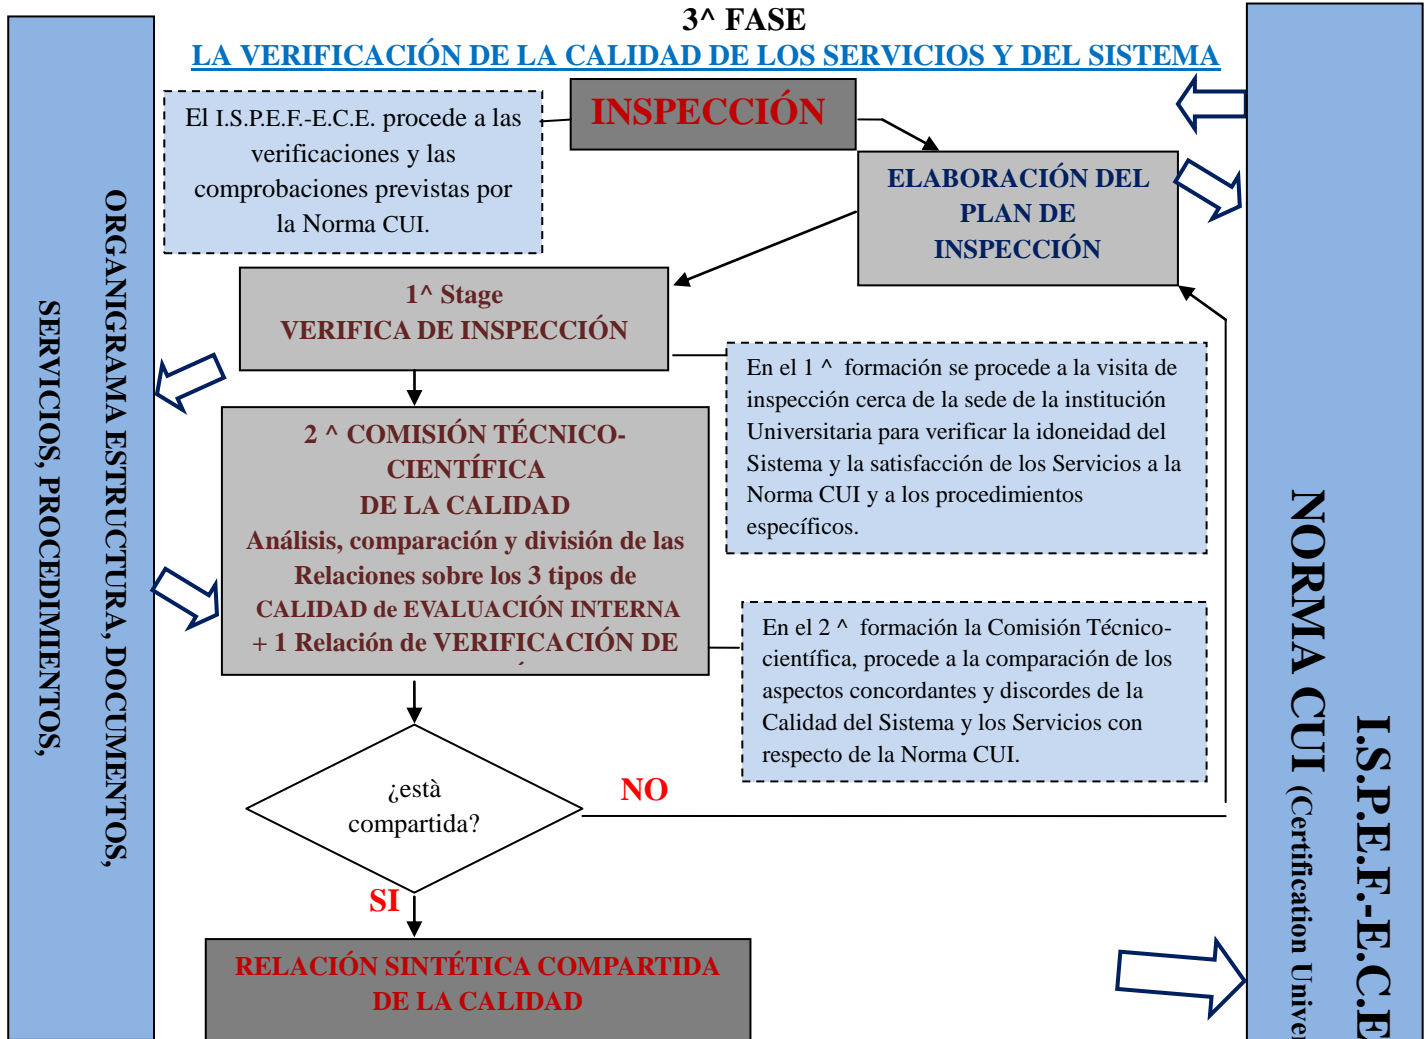 3^ FASE
LA VERIFICACIÓN DE LA CALIDAD DE LOS SERVICIOS Y DEL SISTEMA
INSPECCIÓN
El I.S.P.E.F.-E.C.E. procede a las
verificaciones y las
comprobaciones previstas por
la Norma CUI.
ELABORACIÓN DEL
PLAN DE
INSPECCIÓN
1^ Stage
VERIFICA DE INSPECCIÓN
En el 1 ^ formación se procede a la visita de
inspección cerca de la sede de la institución
Universitaria para verificar la idoneidad del
Sistema y la satisfacción de los Servicios a la
Norma CUI y a los procedimientos
específicos.
2 ^ COMISIÓN TÉCNICO-
CIENTÍFICA
DE LA CALIDAD
Análisis, comparación y división de las
Relaciones sobre los 3 tipos de
CALIDAD de EVALUACIÓN INTERNA
+ 1 Relación de VERIFICACIÓN DE
En el 2 ^ formación la Comisión Técnico-
científica, procede a la comparación de los
aspectos concordantes y discordes de la
Calidad del Sistema y los Servicios con
respecto de la Norma CUI.
¿està
compartida?
NO
SI
RELACIÓN SINTÉTICA COMPARTIDA
DE LA CALIDAD
ORGANIGRAMA ESTRUCTURA, DOCUMENTOS,
SERVICIOS, PROCEDIMIENTOS,
I.S.P.E.F.-E.C.E
NORMA CUI (Certification Univer